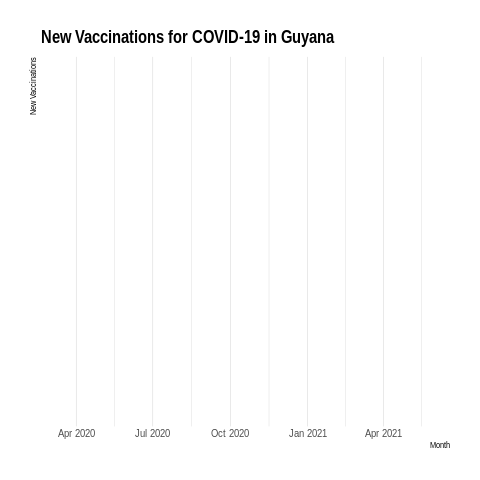 New Vaccinations for COVID-19 in Guyana
New Vaccinations
Apr 2020 Jul 2020 Oct 2020 Jan 2021 Apr 2021
Month